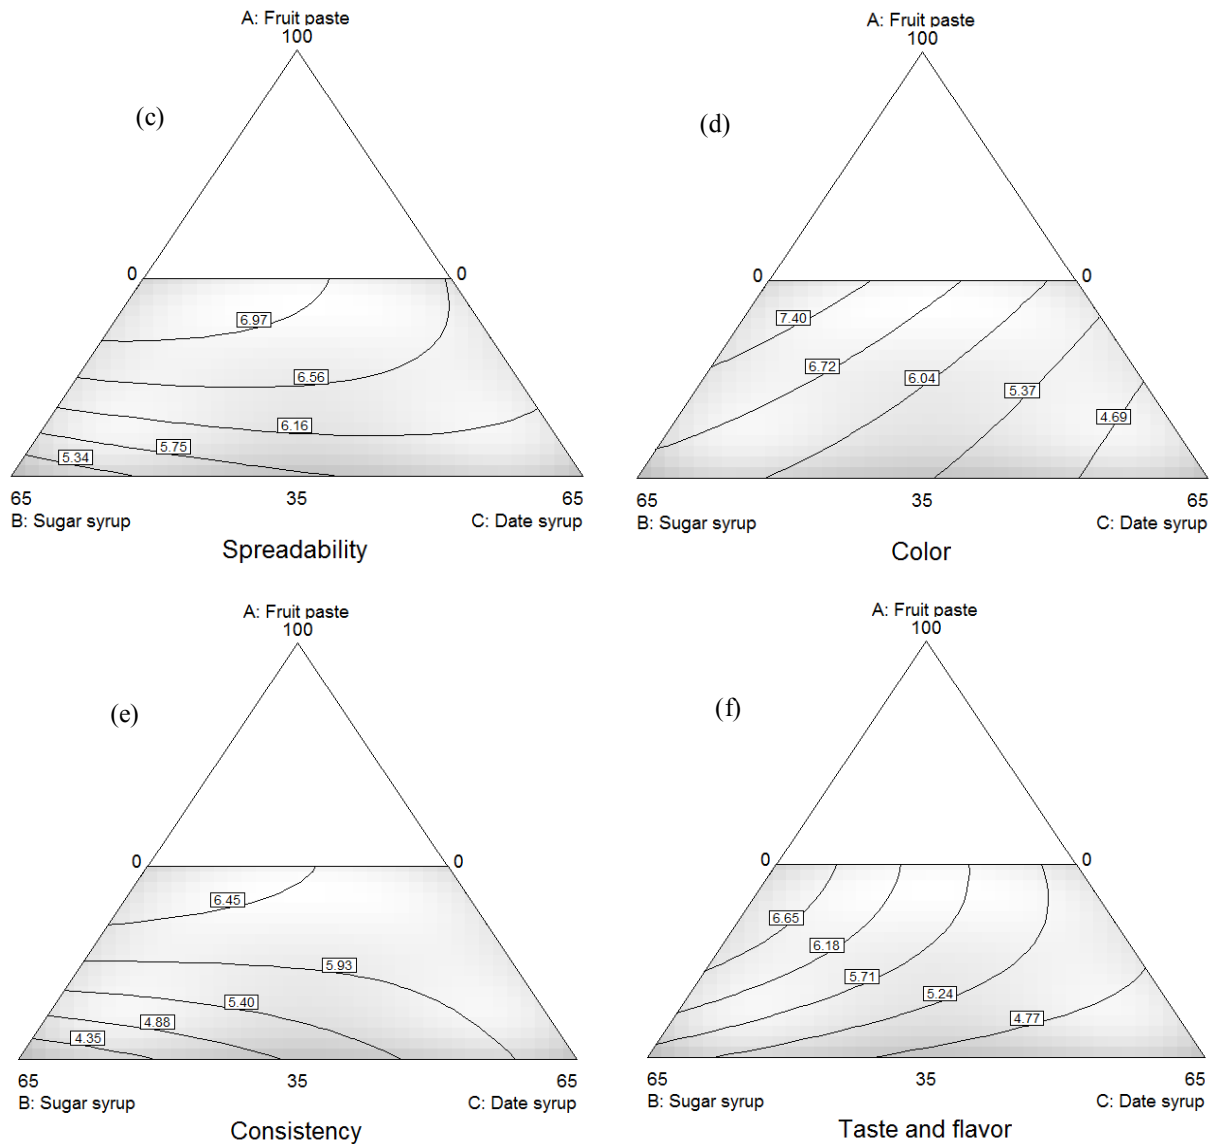 A: Fruit paste
100
(c)
0
0
6.97
6.56
6.16
5.75
5.34
65
35
65
B: Sugar syrup
C: Date syrup
Spreadability
A: Fruit paste
100
(d)
0
0
7.40
6.72
6.04
5.37
4.69
65
35
65
B: Sugar syrup
C: Date syrup
Color
A: Fruit paste
100
(e)
0
0
6.45
5.93
5.40
4.88
4.35
65
35
65
B: Sugar syrup
C: Date syrup
Consistency
A: Fruit paste
100
(f)
0
0
6.65
6.18
5.71
5.24
4.77
65
35
65
B: Sugar syrup
C: Date syrup
Taste and flavor